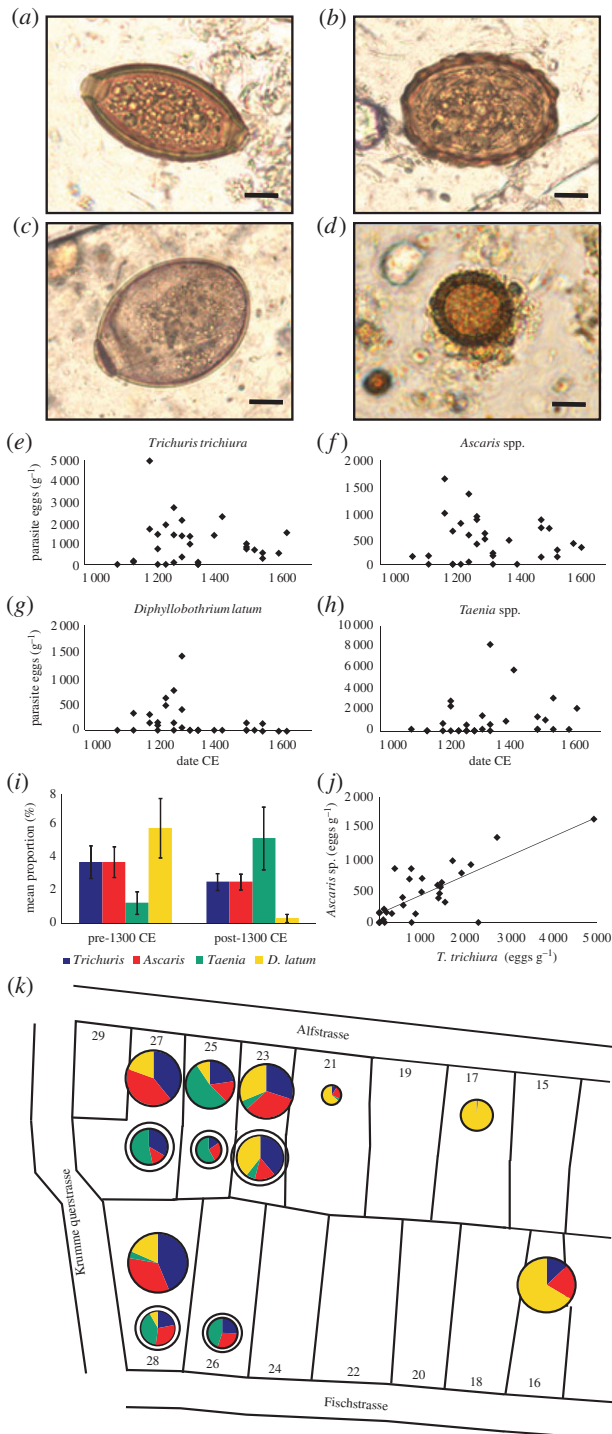 (a)
(b)
(c)
(d)
(e) Trichuris trichiura
parasite eggs (g⁻¹)
5 000
4 000
3 000
2 000
1 000
0
1 000 1 200 1 400 1 600
(f) Ascaris spp.
2 000
1 500
1 000
500
0
1 000 1 200 1 400 1 600
(g) Diphyllobothrium latum
parasite eggs (g⁻¹)
2 000
1 500
1 000
500
0
1 000 1 200 1 400 1 600
date CE
(h) Taenia spp.
10 000
8 000
6 000
4 000
2 000
0
1 000 1 200 1 400 1 600
date CE
(i)
mean proportion (%)
8
6
4
2
0
pre-1300 CE post-1300 CE
Trichuris Ascaris Taenia D. latum
(j)
Ascaris sp. (eggs g⁻¹)
2 000
1 500
1 000
500
0
1 000 2 000 3 000 4 000 5 000
T. trichiura (eggs g⁻¹)
(k)
Alfstrasse
29 27 25 23 21 19 17 15
Krumme querstrasse
28 26 24 22 20 18 16
Fischstrasse